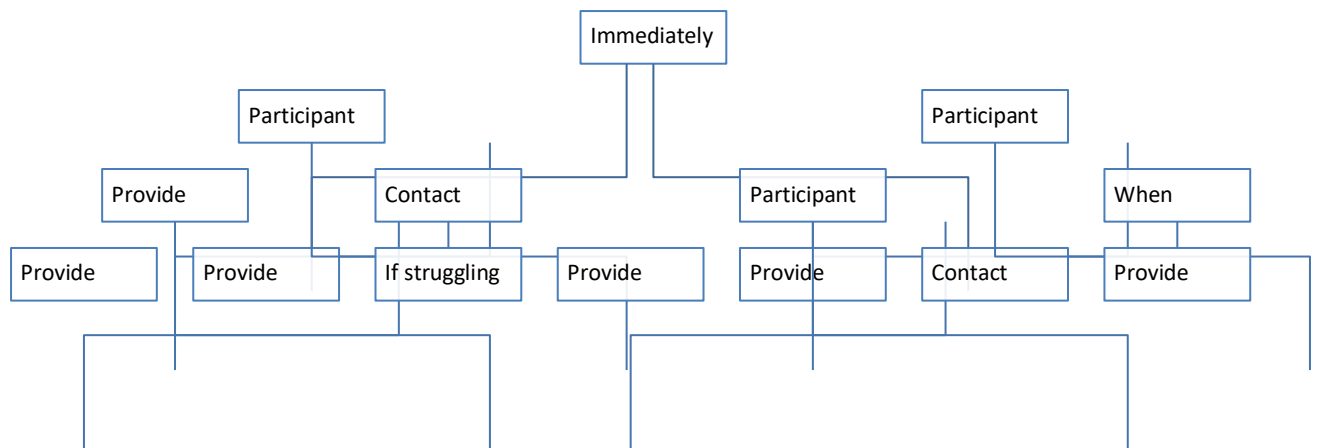 Immediately
Participant
Participant
Provide
Contact
Participant
When
Provide
Provide
If struggling
Provide
Provide
Contact
Provide